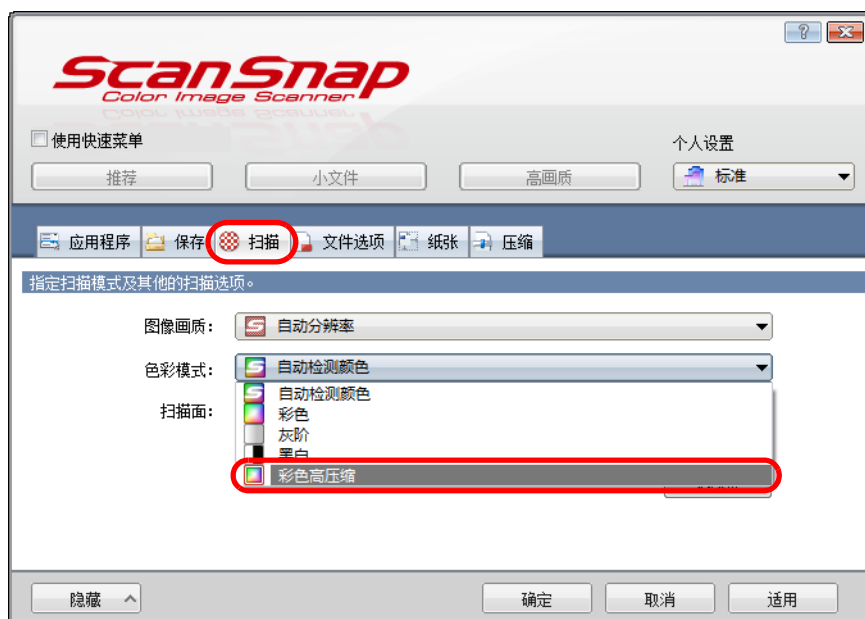 ScanSnap
Color Image Scanner
使用快速菜单
个人设置
推荐 小文件 高画质 标准
应用程序 保存 扫描 文件选项 纸张 压缩
指定扫描模式及其他的扫描选项。
图像画质： 自动分辨率
色彩模式： 自动检测颜色
扫描面： 自动检测颜色
彩色
灰阶
黑白
彩色高压缩
隐藏 确定 取消 适用